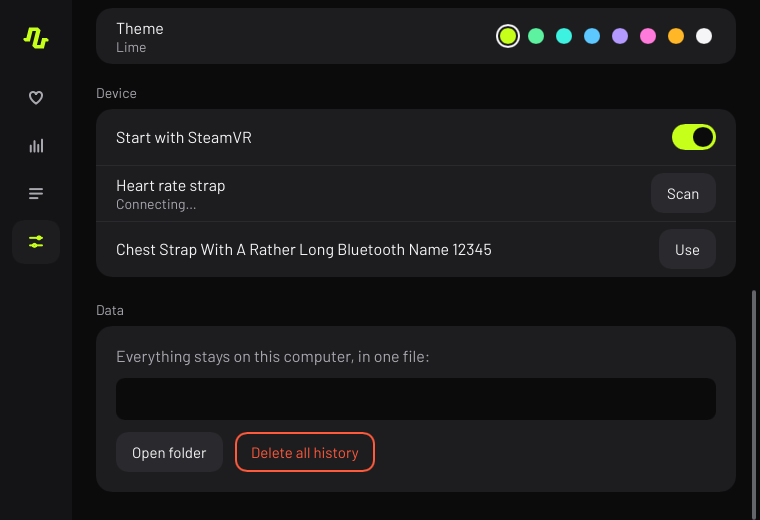 Theme
Lime
Device
Start with SteamVR
Heart rate strap
Connecting...
Scan
Chest Strap With A Rather Long Bluetooth Name 12345
Use
Data
Everything stays on this computer, in one file:
Open folder
Delete all history